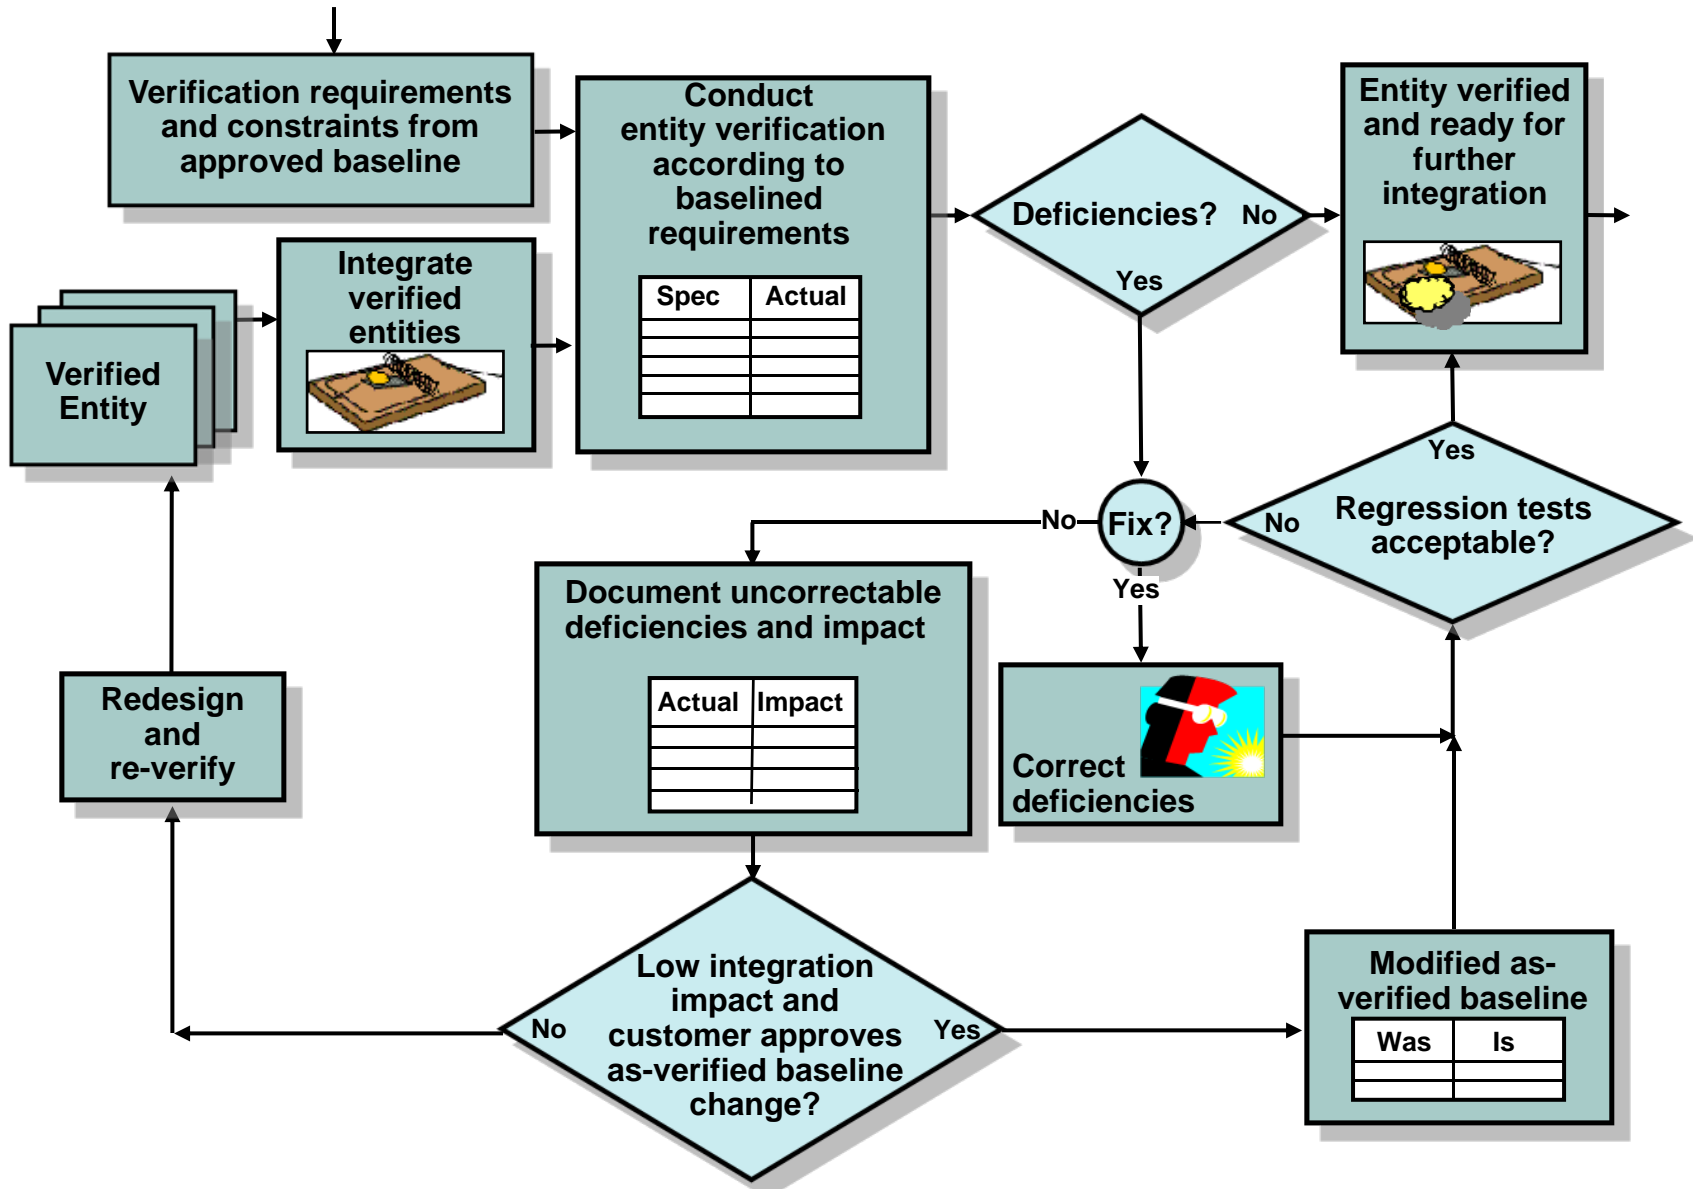 Verification requirements
and constraints from
approved baseline
Conduct
entity verification
according to
baselined
requirements
Spec
Actual
Deficiencies?
No
Yes
Entity verified
and ready for
further
integration
Integrate
verified
entities
Verified
Entity
Fix?
No
Yes
Yes
No
Regression tests
acceptable?
Document uncorrectable
deficiencies and impact
Actual
Impact
Correct
deficiencies
Redesign
and
re-verify
Low integration
impact and
customer approves
as-verified baseline
change?
No
Yes
Modified as-
verified baseline
Was
Is